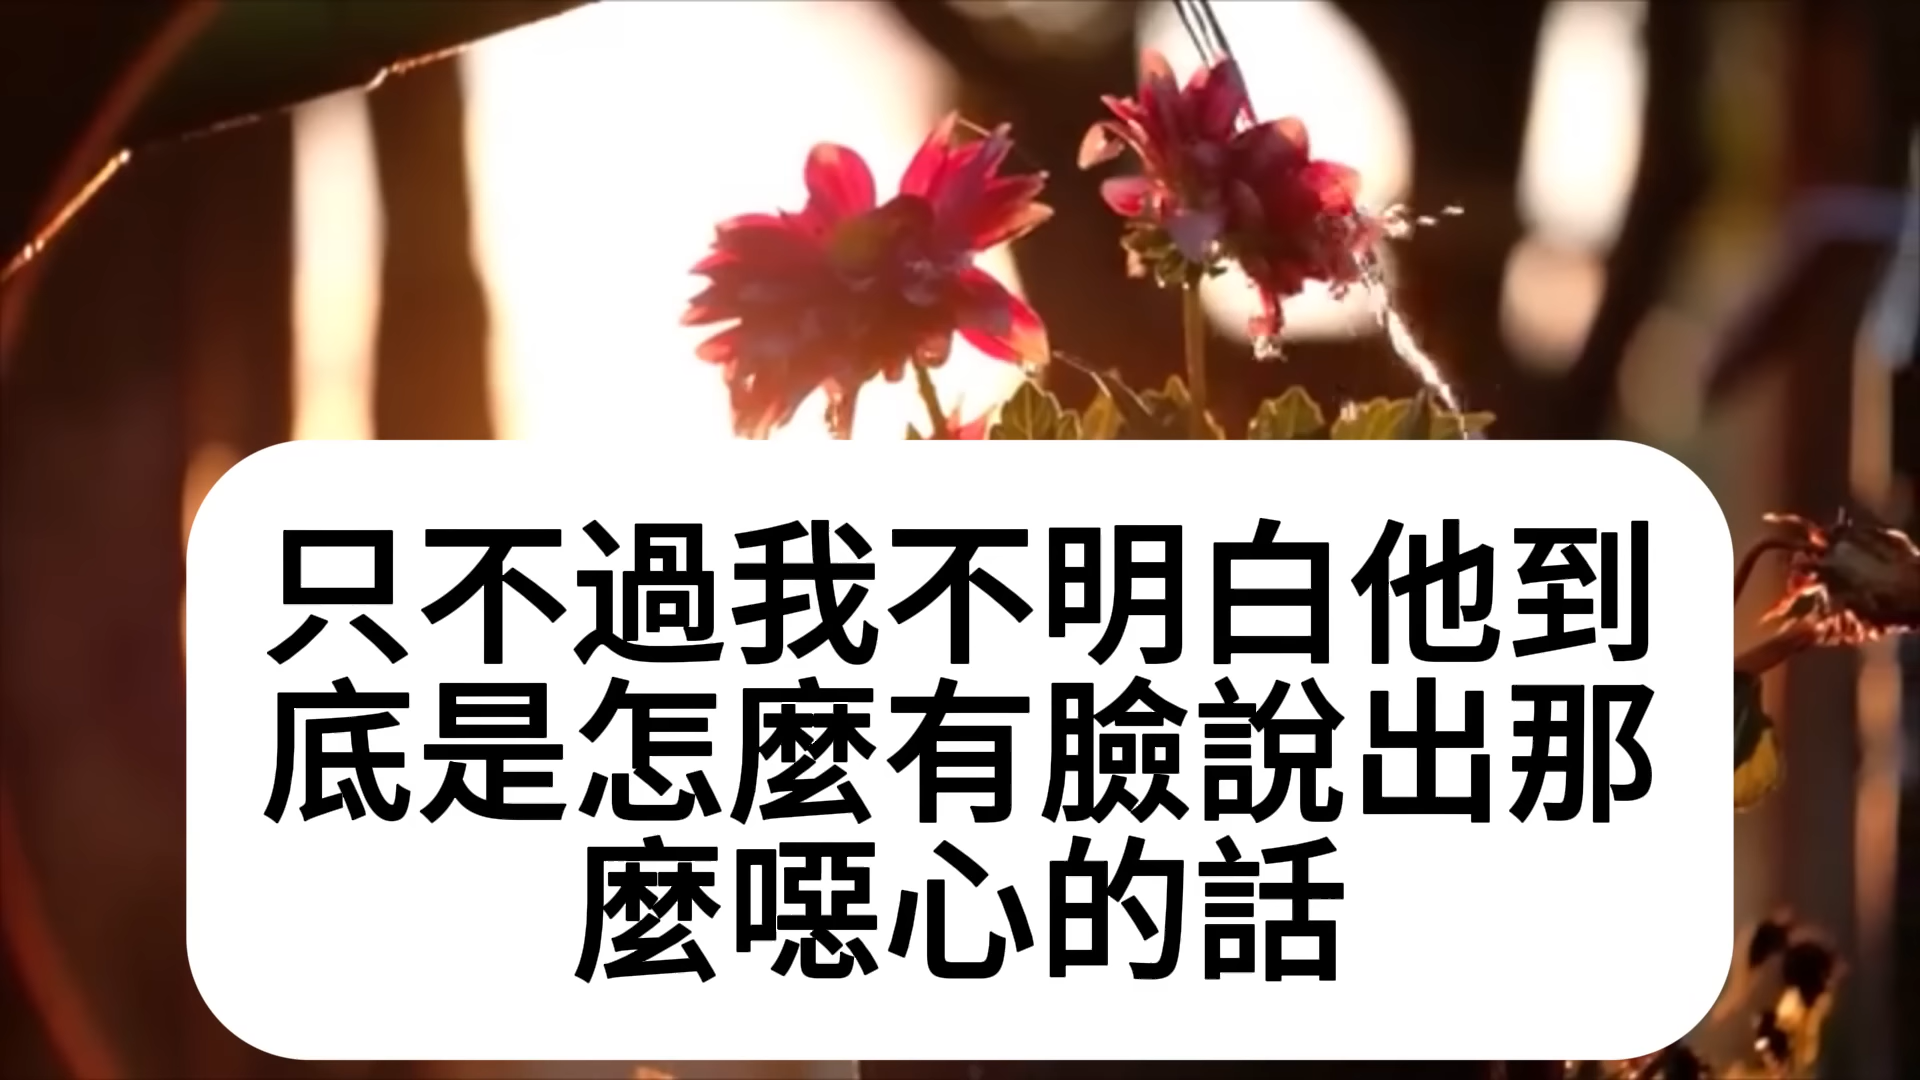 只不過我不明白他到
底是怎麼有臉說出那
麼噁心的話